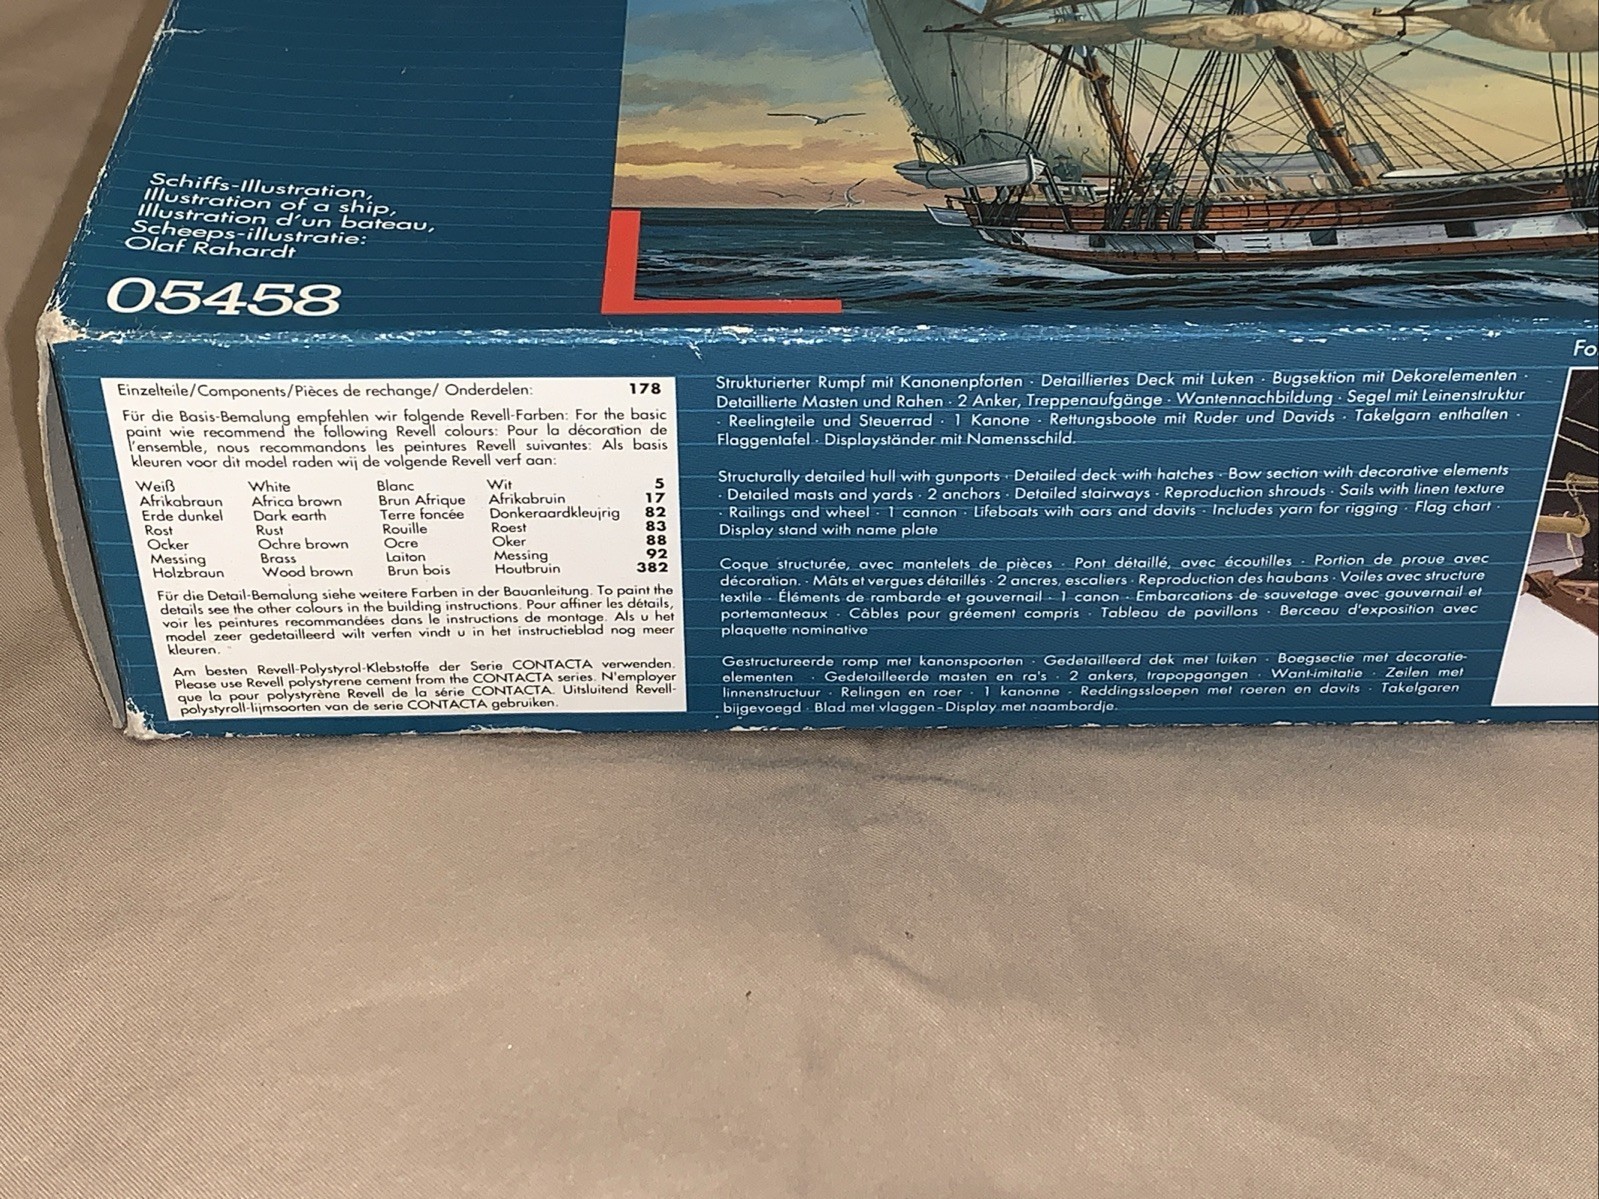 Schiffs-Illustration,
Illustration of a ship,
Illustration d'un bateau,
Scheeps-illustratie:
Olaf Rahardt
05458
Einzelteile/Components/Pièces de rechange/ Onderdelen: 178
Für die Basis-Bemalung empfehlen wir folgende Revell-Farben: For the basic
paint wie recommend the following Revell colours: Pour la décoration de
l'ensemble, nous recommandons les peintures Revell suivantes: Als basis
kleuren voor dit model raden wij de volgende Revell verf aan:
Weiß White Blanc Wit 5
Afrikabraun Africa brown Brun Afrique Afrikabruin 17
Erde dunkel Dark earth Terre foncée Donkeraardkleujrig 82
Rost Rust Rouille Roest 83
Ocker Ochre brown Ocre Oker 88
Messing Brass Laiton Messing 92
Holzbraun Wood brown Brun bois Houtbruin 382
Für die Detail-Bemalung siehe weitere Farben in der Bauanleitung. To paint the
details see the other colours in the building instructions. Pour affiner les détails,
voir les peintures recommandées dans le instructions de montage. Als u het
model zeer gedetailleerd wilt verfen vindt u in het instructieblad nog meer
kleuren.
Am besten Revell-Polystyrol-Klebstoffe der Serie CONTACTA verwenden.
Please use Revell polystyrene cement from the CONTACTA series. N'employer
que la pour polystyrène Revell de la série CONTACTA. Uitsluitend Revell-
polystyroll-lijmsoorten van de serie CONTACTA gebruiken.
Strukturierter Rumpf mit Kanonenpforten · Detailliertes Deck mit Luken · Bugsektion mit Dekorelementen ·
Detaillierte Masten und Rahen · 2 Anker, Treppenaufgänge · Wantennachbildung · Segel mit Leinenstruktur
· Reelingteile und Steuerrad · 1 Kanone · Rettungsboote mit Ruder und Davids · Takelgarn enthalten ·
Flaggentafel · Displayständer mit Namensschild.
Structurally detailed hull with gunports · Detailed deck with hatches · Bow section with decorative elements
· Detailed masts and yards · 2 anchors · Detailed stairways · Reproduction shrouds · Sails with linen texture
· Railings and wheel · 1 cannon · Lifeboats with oars and davits · Includes yarn for rigging · Flag chart ·
Display stand with name plate
Coque structurée, avec mantelets de pièces · Pont détaillé, avec écoutilles · Portion de proue avec
décoration. · Mâts et vergues détaillés · 2 ancres, escaliers · Reproduction des haubans · Voiles avec structure
textile · Éléments de rambarde et gouvernail · 1 canon · Embarcations de sauvetage avec gouvernail et
portemanteaux · Câbles pour gréement compris · Tableau de pavillons · Berceau d'exposition avec
plaquette nominative
Gestructureerde romp met kanonspoorten · Gedetailleerd dek met luiken · Boegsectie met decoratie-
elementen · Gedetailleerde masten en ra's · 2 ankers, trapopgangen · Want-imitatie · Zeilen met
linnenstructuur · Relingen en roer · 1 kanonne · Reddingssloepen met roeren en davits · Takelgaren
bijgevoegd · Blad met vlaggen - Display met naambordje.
Fo